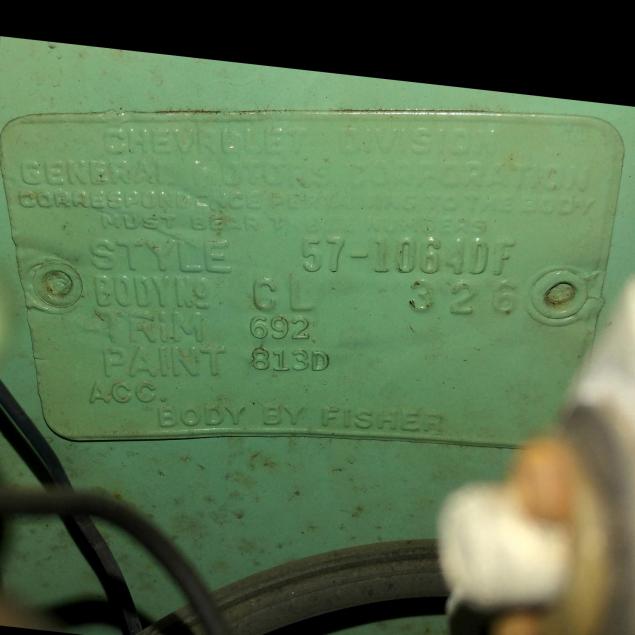 CHEVROLET DIVISION
GENERAL MOTORS CORPORATION
CORRESPONDENCE PERTAINING TO THE BODY
MUST BEAR THESE NUMBERS
STYLE 57-1064DF
BODY NO CL 326
TRIM 692
PAINT 813D
ACC.
BODY BY FISHER